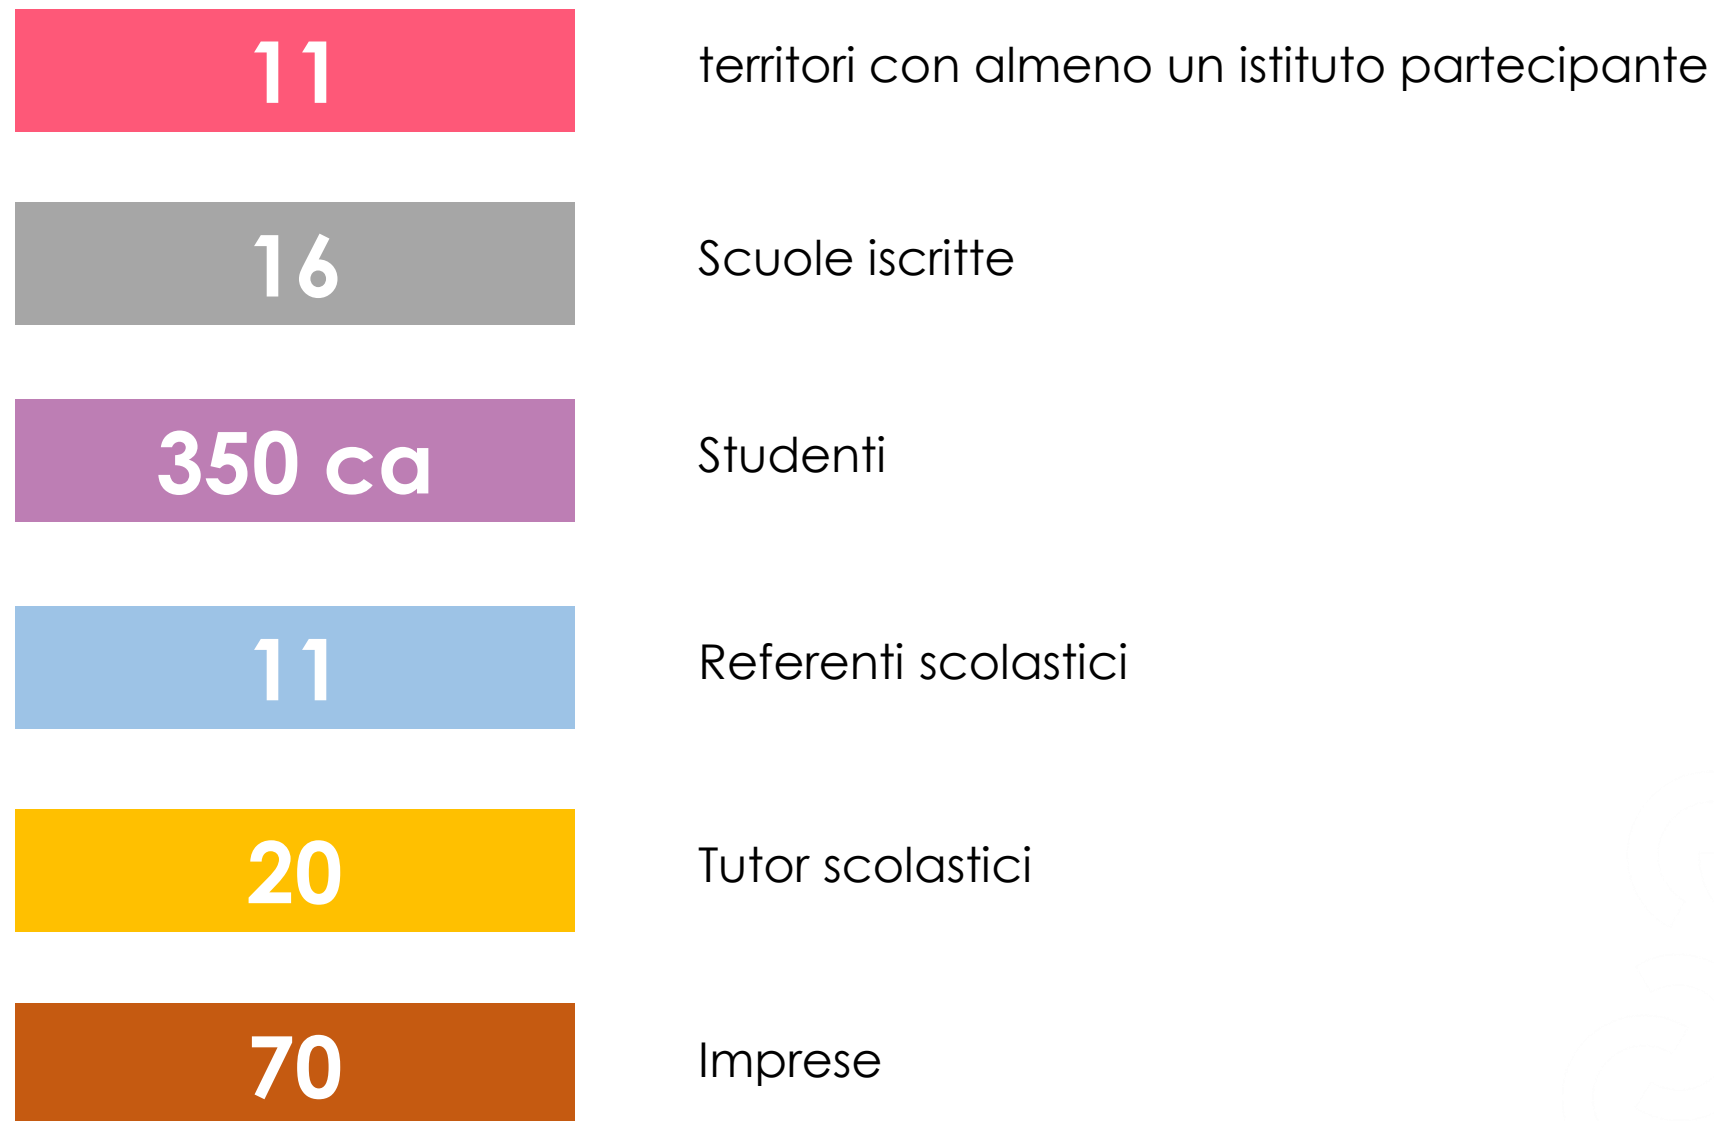 11 territori con almeno un istituto partecipante
16 Scuole iscritte
350 ca Studenti
11 Referenti scolastici
20 Tutor scolastici
70 Imprese